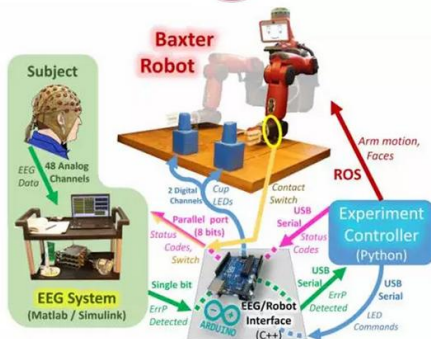 Baxter
Robot
Subject
EEG
Data
48 Analog
Channels
EEG System
(Matlab / Simulink)
2 Digital
Channels
Cup
LEDs
Contact
Switch
Arm motion,
Faces
ROS
Parallel port
(8 bits)
Status
Codes,
Switch
USB
Serial
Status
Codes
Experiment
Controller
(Python)
Single bit
ErrP
Detected
ARDUINO
EEG/Robot
Interface
(C++)
USB
Serial
ErrP
Detected
USB
Serial
LED
Commands